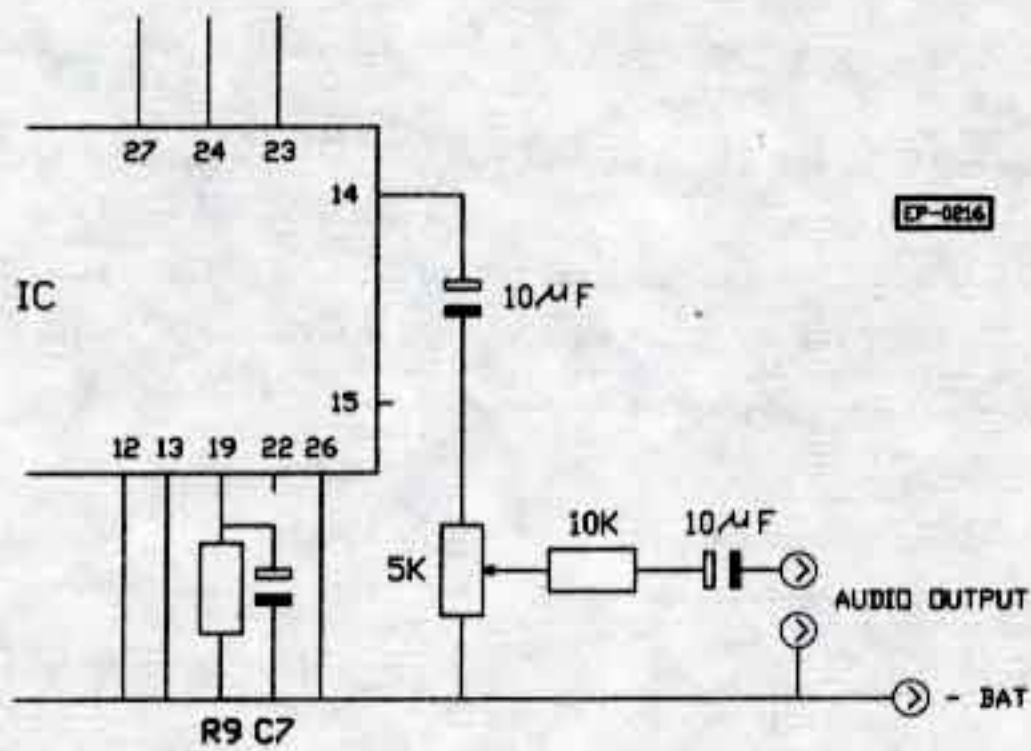 27 24 23
14
EP-0216
IC
10µF
15
12 13 19 22 26
10K 10µF
5K
AUDIO OUTPUT
- BAT
R9 C7